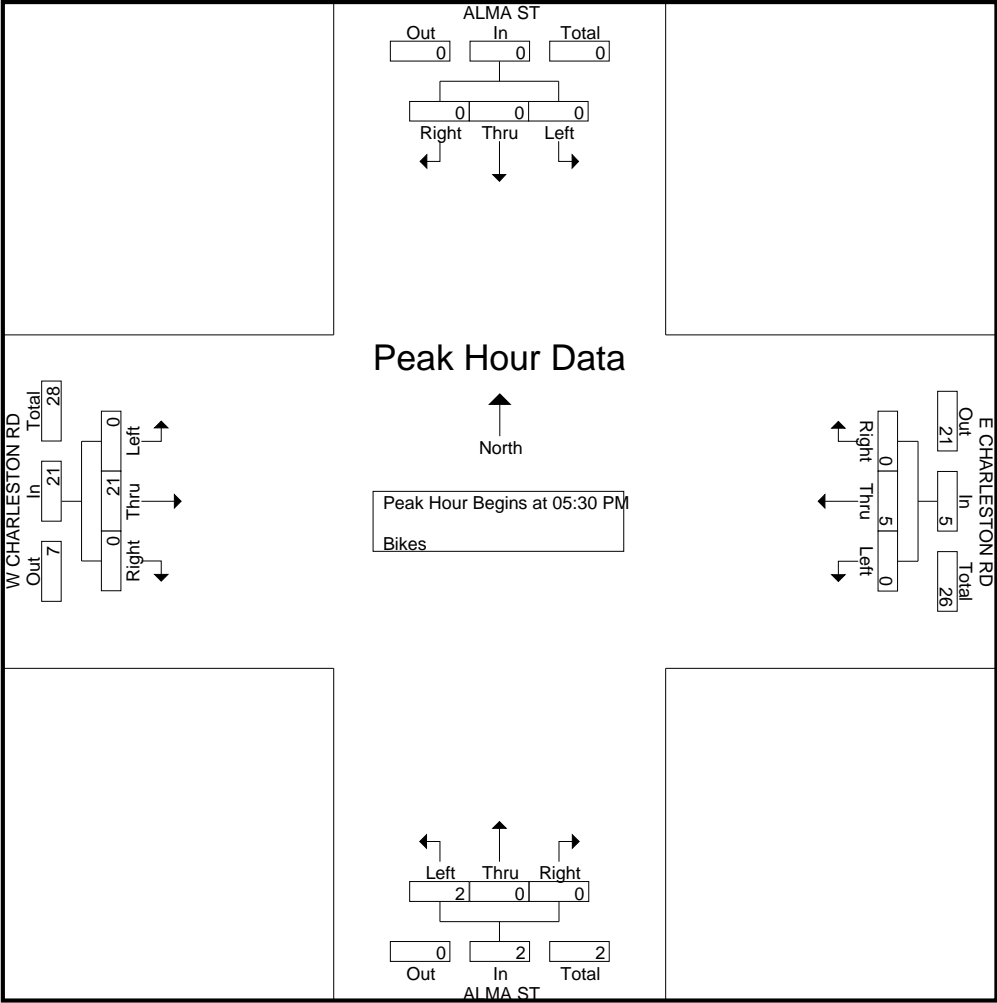 ALMA ST
Out In Total
0 0 0
0 0 0
Right Thru Left
Peak Hour Data
North
Peak Hour Begins at 05:30 PM
Bikes
W CHARLESTON RD
Out In Total
7 21 28
0 21 0
Right Thru Left
E CHARLESTON RD
Out In Total
21 5 26
0 5 0
Right Thru Left
Left Thru Right
2 0 0
0 2 2
Out In Total
ALMA ST